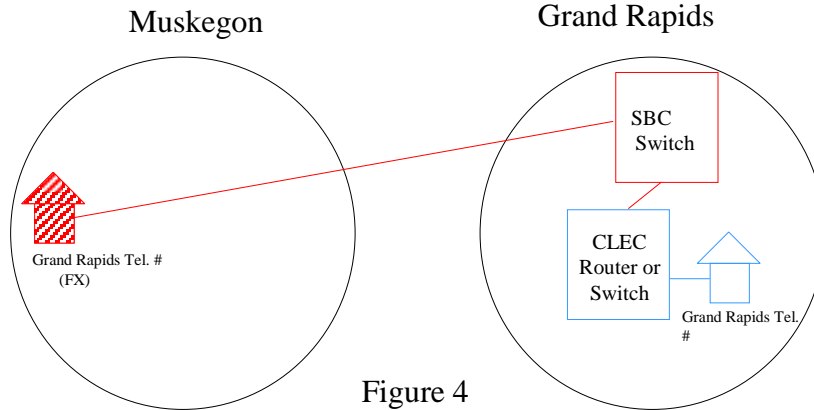 Muskegon
Grand Rapids
SBC
Switch
CLEC
Router or
Switch
Grand Rapids Tel. #
(FX)
Grand Rapids Tel.
#
Figure 4